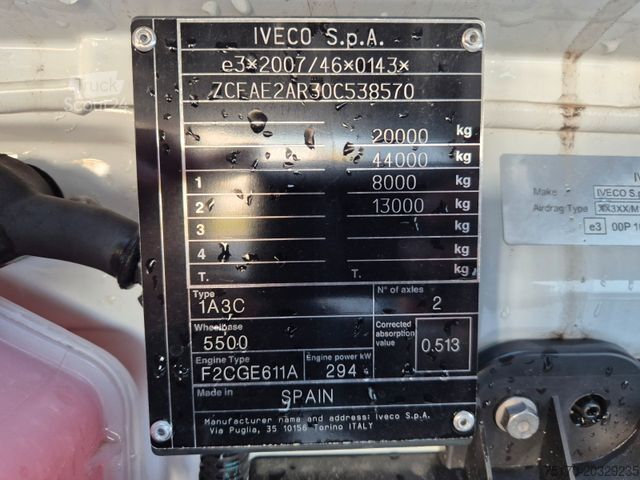 IVECO S.p.A.
e3×2007/46×0143×
ZCFAE2AR30C538570
20000 kg
44000 kg
1 8000 kg
2 13000 kg
3 kg
4 kg
T. T. kg
Type
1A3C
N° of axles
2
Wheelbase
5500
Corrected absorption value
0.513
Engine Type
F2CGE611A
Engine power kW
294
Made in
SPAIN
Manufacturer name and address: Iveco S.p.A.
Via Puglia, 35 10156 Torino ITALY
Make
Airdrag Type
e3
Truck
Scout24